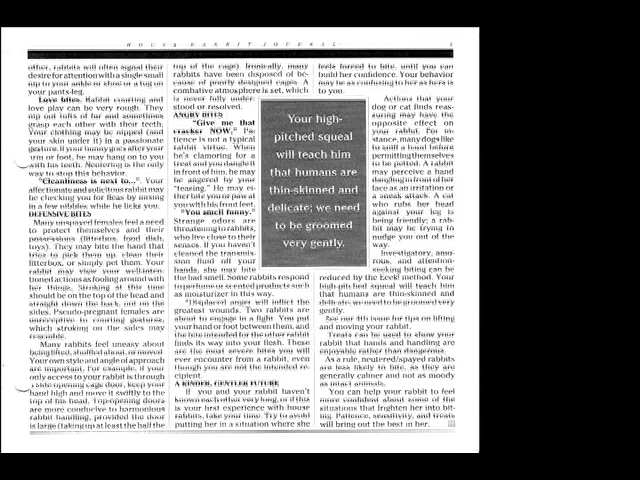 HOUSE RABBIT JOURNAL
other, rabbits will often signal their
desire for attention with a single small
nip to your ankle or shoe or a tug on
your pants-leg.
Love bites. Rabbit courting and
love play can be very rough. They
nip out tufts of fur and sometimes
grasp each other with their teeth.
Your clothing may be nipped (and
your skin under it) in a passionate
gesture. If your bunny goes after your
arm or foot, he may hang on to you
with his teeth. Neutering is the only
way to stop this behavior.
"Cleanliness is next to...". Your
affectionate and solicitous rabbit may
be checking you for fleas by nixing in
a few nibbles while he licks you.
DEFENSIVE BITES
Many unspayed females feel a need
to protect themselves and their
possessions (litterbox, food dish,
toys). They may bite the hand that
tries to pick them up, clean their
litterbox, or simply pet them. Your
rabbit may view your well-inten-
tioned actions as fooling around with
her things. Stroking at this time
should be on the top of the head and
straight down the back, not on the
sides. Pseudo-pregnant females are
unreceptive to courting gestures,
which stroking on the sides may
resemble.
Many rabbits feel uneasy about
being lifted, shuffled about, or moved.
Your own style and angle of approach
are important. For example, if your
only access to your rabbit is through
a side opening cage door, keep your
hand high and move it swiftly to the
top of his head. Top-opening doors
are more conducive to harmonious
rabbit handling, provided the door
is large (taking up at least the half the
top of the cage). Ironically, many
rabbits have been disposed of be-
cause of poorly designed cages. A
combative atmosphere is set, which
is never fully under-
stood or resolved.
ANGRY BITES
"Give me that
cracker NOW." Pa-
tience is not a typical
rabbit virtue. When
he's clamoring for a
treat and you dangle it
in front of him, he may
be angered by your
"teasing." He may ei-
ther bite you or paw at
you with his front feet.
"You smell funny."
Strange odors are
threatening to rabbits,
who live close to their
senses. If you haven't
cleaned the transmis-
sion fluid off your
hands, she may bite
the bad smell. Some rabbits respond
to perfume or scented products such
as moisturizer in this way.
"Displaced anger will inflict the
greatest wounds. Two rabbits are
about to engage in a fight. You put
your hand or foot between them, and
the bite intended for the other rabbit
finds its way into your flesh. These
are the most severe bites you will
ever encounter from a rabbit, even
though you are not the intended re-
cipient.
A KINDER, GENTLER FUTURE
If you and your rabbit haven't
known each other very long, or if this
is your first experience with house
rabbits, take your time. Try to avoid
putting her in a situation where she
Your high-
pitched squeal
will teach him
that humans are
thin-skinned and
delicate; we need
to be groomed
very gently.
feels forced to bite, until you can
build her confidence. Your behavior
may be as confusing to her as hers is
to you.
Actions that your
dog or cat finds reas-
suring may have the
opposite effect on
your rabbit. For in-
stance, many dogs like
to sniff a hand before
permitting themselves
to be petted. A rabbit
may perceive a hand
dangling in front of her
face as an irritation or
a sneak attack. A cat
who rubs her head
against your leg is
being friendly; a rab-
bit may be trying to
nudge you out of the
way.
Investigatory, amo-
rous, and attention-
seeking biting can be
reduced by the Eeek! method. Your
high-pitched squeal will teach him
that humans are thin-skinned and
delicate; we need to be groomed very
gently.
See our 4th issue for tips on lifting
and moving your rabbit.
Treats can be used to show your
rabbit that hands and handling are
enjoyable rather than dangerous.
As a rule, neutered/spayed rabbits
are less likely to bite, as they are
generally calmer and not as moody
as intact animals.
You can help your rabbit to feel
more confident about some of the
situations that frighten her into bit-
ing. Patience, sensitivity, and treats
will bring out the best in her.